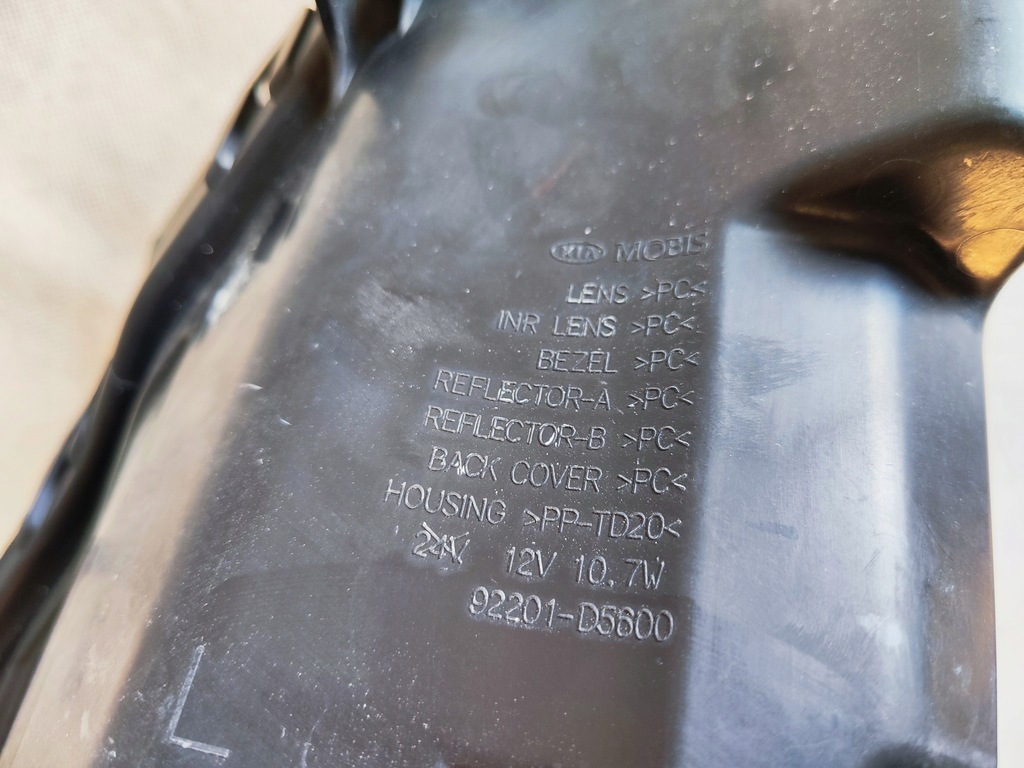 KIA MOBIS
LENS >PC<
INR LENS >PC<
BEZEL >PC<
REFLECTOR-A >PC<
REFLECTOR-B >PC<
BACK COVER >PC<
HOUSING >PP-TD20<
24V 12V 10.7W
92201-D5600
L